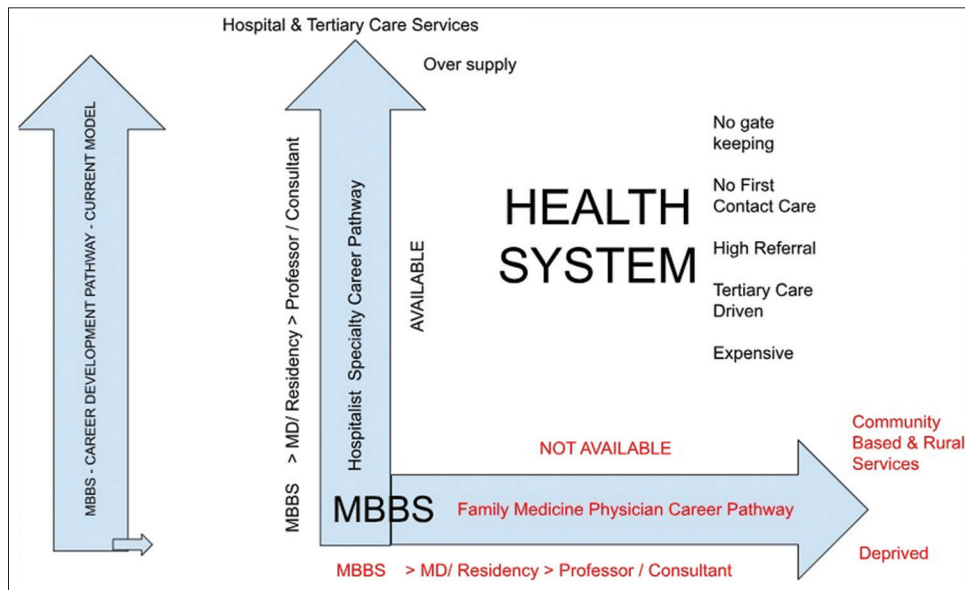 Hospital & Tertiary Care Services
Over supply
MBBS - CAREER DEVELOPMENT PATHWAY - CURRENT MODEL
MBBS > MD/ Residency > Professor / Consultant
Hospitalist Specialty Career Pathway
AVAILABLE
HEALTH
SYSTEM
No gate
keeping
No First
Contact Care
High Referral
Tertiary Care
Driven
Expensive
NOT AVAILABLE
Community
Based & Rural
Services
MBBS
Family Medicine Physician Career Pathway
Deprived
MBBS > MD/ Residency > Professor / Consultant